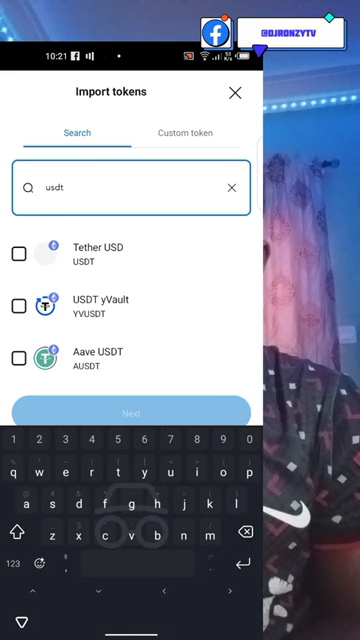 @DJRONZYTV
10:21
53
K/s
Import tokens
Search
Custom token
usdt
Tether USD
USDT
USDT yVault
YVUSDT
Aave USDT
AUSDT
Next
1 2 3 4 5 6 7 8 9 0
q w e r t y u i o p
a s d f g h j k l
z x c v b n m
123 , .